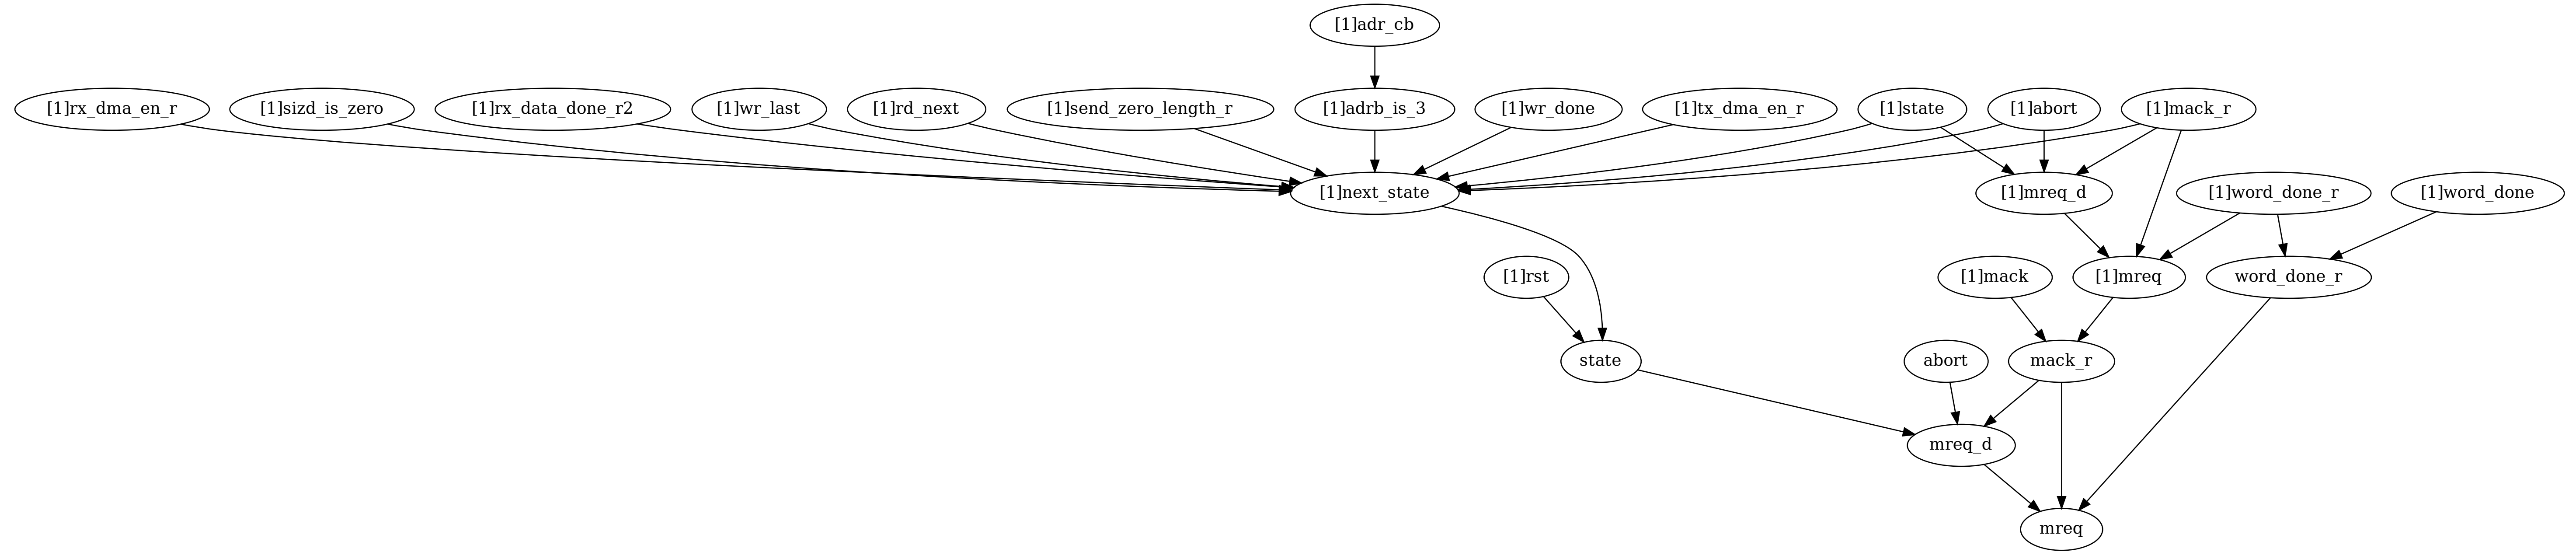 [1]adr_cb
[1]rx_dma_en_r
[1]sizd_is_zero
[1]rx_data_done_r2
[1]wr_last
[1]rd_next
[1]send_zero_length_r
[1]adrb_is_3
[1]wr_done
[1]tx_dma_en_r
[1]state
[1]abort
[1]mack_r
[1]next_state
[1]mreq_d
[1]word_done_r
[1]word_done
[1]rst
[1]mack
[1]mreq
word_done_r
state
abort
mack_r
mreq_d
mreq